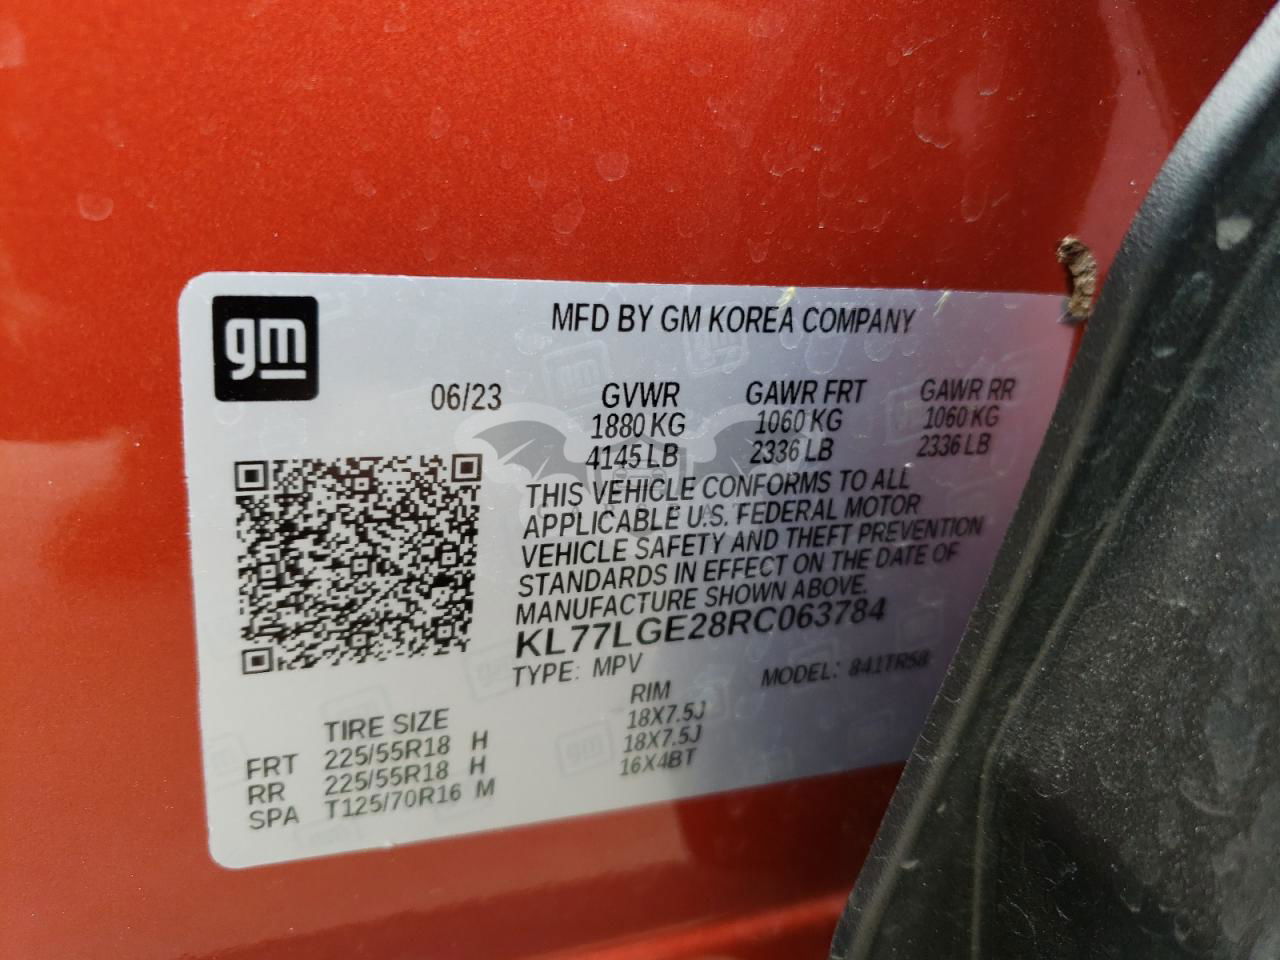 gm
MFD BY GM KOREA COMPANY
06/23 GVWR GAWR FRT GAWR RR
1880 KG 1060 KG 1060 KG
4145 LB 2336 LB 2336 LB
THIS VEHICLE CONFORMS TO ALL
APPLICABLE U.S. FEDERAL MOTOR
VEHICLE SAFETY AND THEFT PREVENTION
STANDARDS IN EFFECT ON THE DATE OF
MANUFACTURE SHOWN ABOVE.
KL77LGE28RC063784
TYPE: MPV MODEL: 841TR58
TIRE SIZE RIM
FRT 225/55R18 H 18X7.5J
RR 225/55R18 H 18X7.5J
SPA T125/70R16 M 16X4BT